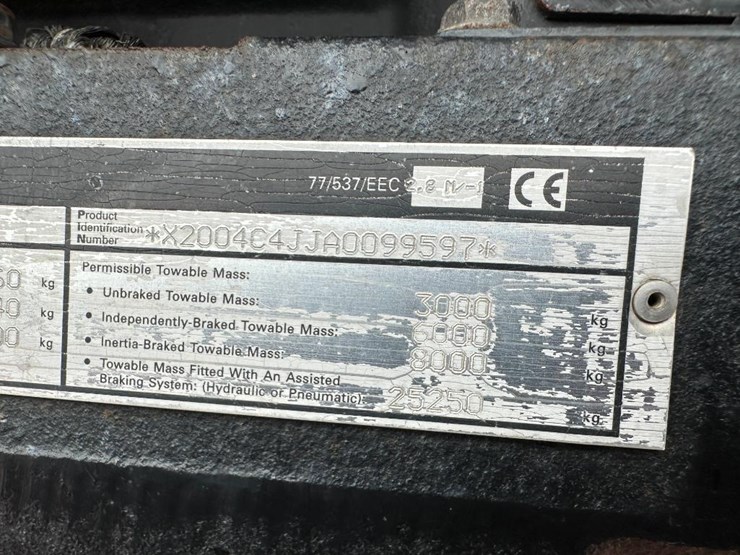 77/537/EEC 2.8 M/-1 CE
Product
Identification
Number *X2004C4JJA0099597*
Permissible Towable Mass:
• Unbraked Towable Mass: 3000 kg
• Independently-Braked Towable Mass: 6000 kg
• Inertia-Braked Towable Mass: 8000 kg
• Towable Mass Fitted With An Assisted
Braking System: (Hydraulic or Pneumatic): 25250 kg
kg
kg
kg